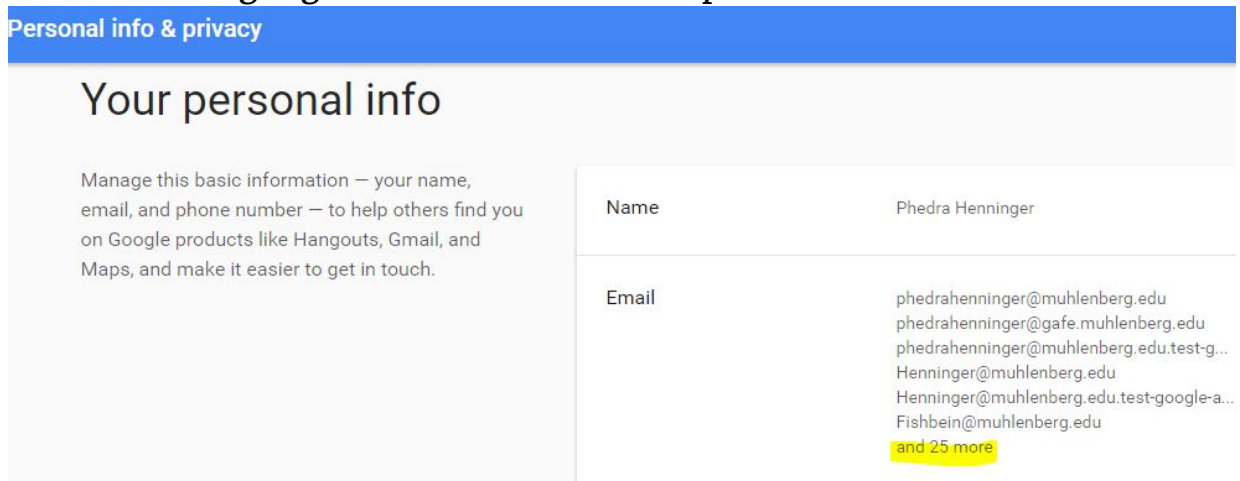 Personal info & privacy
Your personal info
Manage this basic information — your name,
email, and phone number — to help others find you
on Google products like Hangouts, Gmail, and
Maps, and make it easier to get in touch.
Name
Phedra Henninger
Email
phedrahenninger@muhlenberg.edu
phedrahenninger@gafe.muhlenberg.edu
phedrahenninger@muhlenberg.edu.test-g...
Henninger@muhlenberg.edu
Henninger@muhlenberg.edu.test-google-a...
Fishbein@muhlenberg.edu
and 25 more